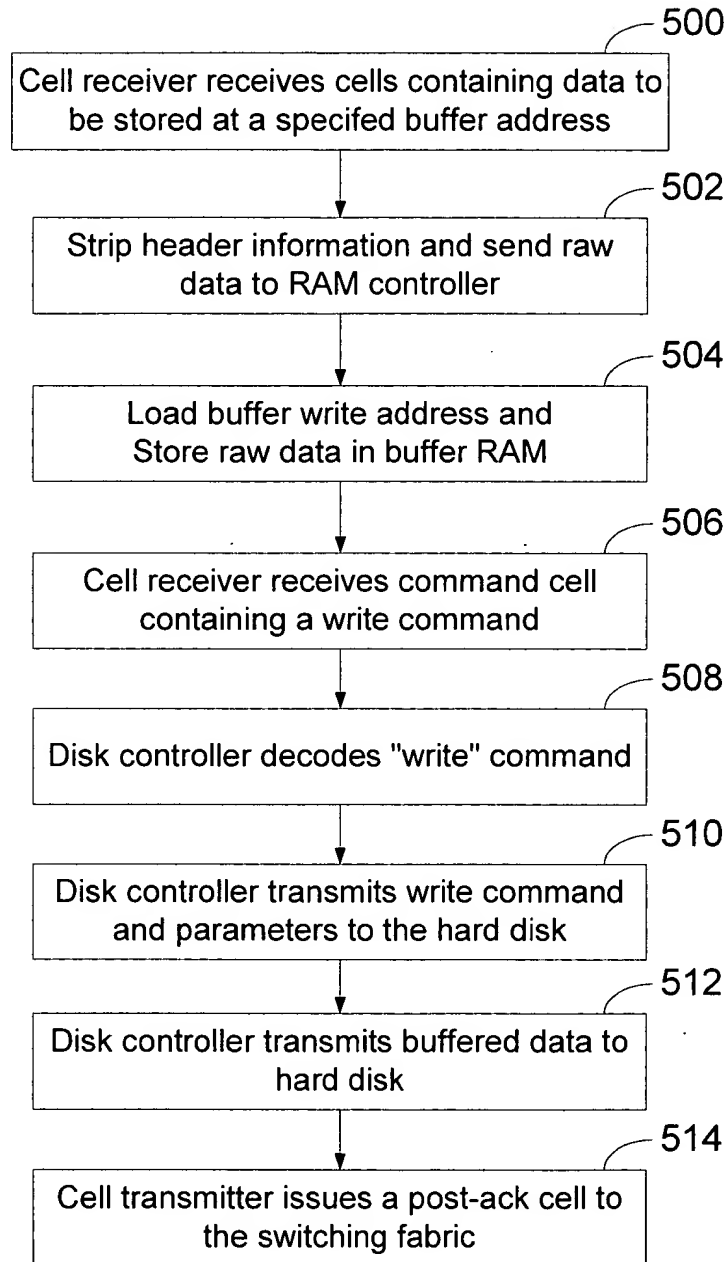 500
Cell receiver receives cells containing data to
be stored at a specifed buffer address
502
Strip header information and send raw
data to RAM controller
504
Load buffer write address and
Store raw data in buffer RAM
506
Cell receiver receives command cell
containing a write command
508
Disk controller decodes "write" command
510
Disk controller transmits write command
and parameters to the hard disk
512
Disk controller transmits buffered data to
hard disk
514
Cell transmitter issues a post-ack cell to
the switching fabric